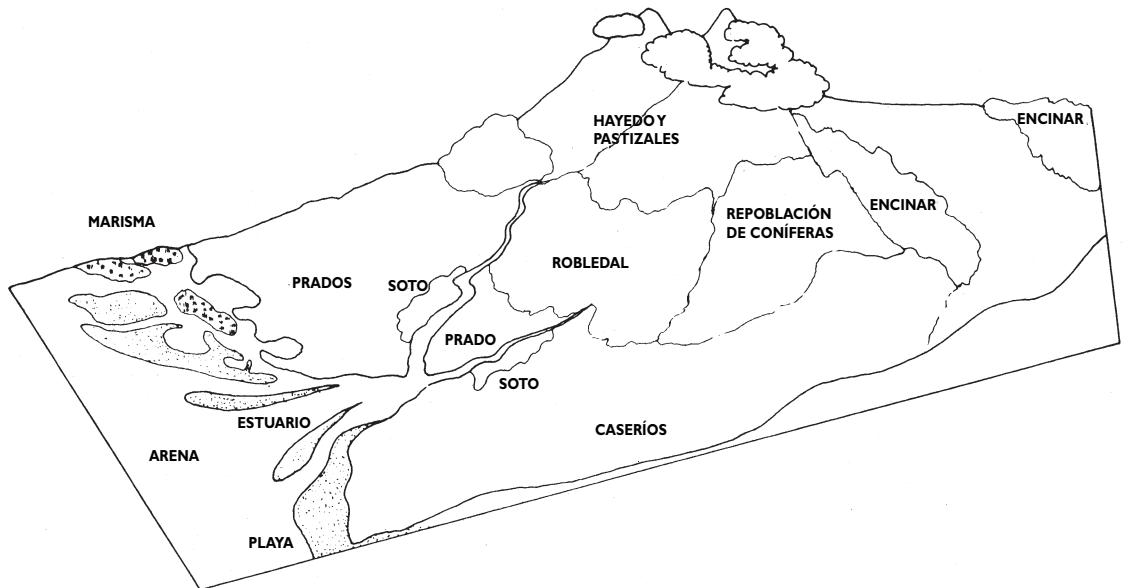 HAYEDO Y
PASTIZALES
ENCINAR
ENCINAR
MARISMA
REPOBLACIÓN
DE CONÍFERAS
ROBLEDAL
PRADOS
SOTO
PRADO
SOTO
ESTUARIO
CASERÍOS
ARENA
PLAYA